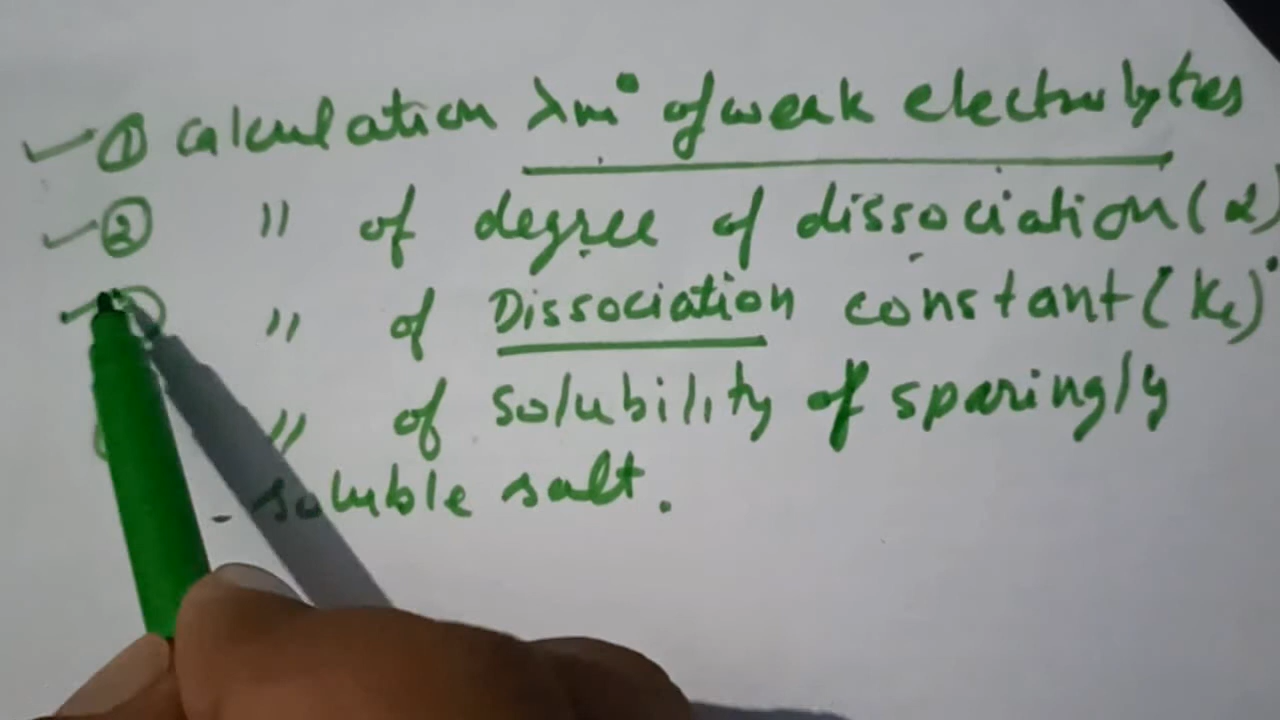 ① Calculation λm° of weak electrolytes
② " of degree of dissociation (α)
" of Dissociation constant (Kc)
" of solubility of sparingly
- soluble salt.